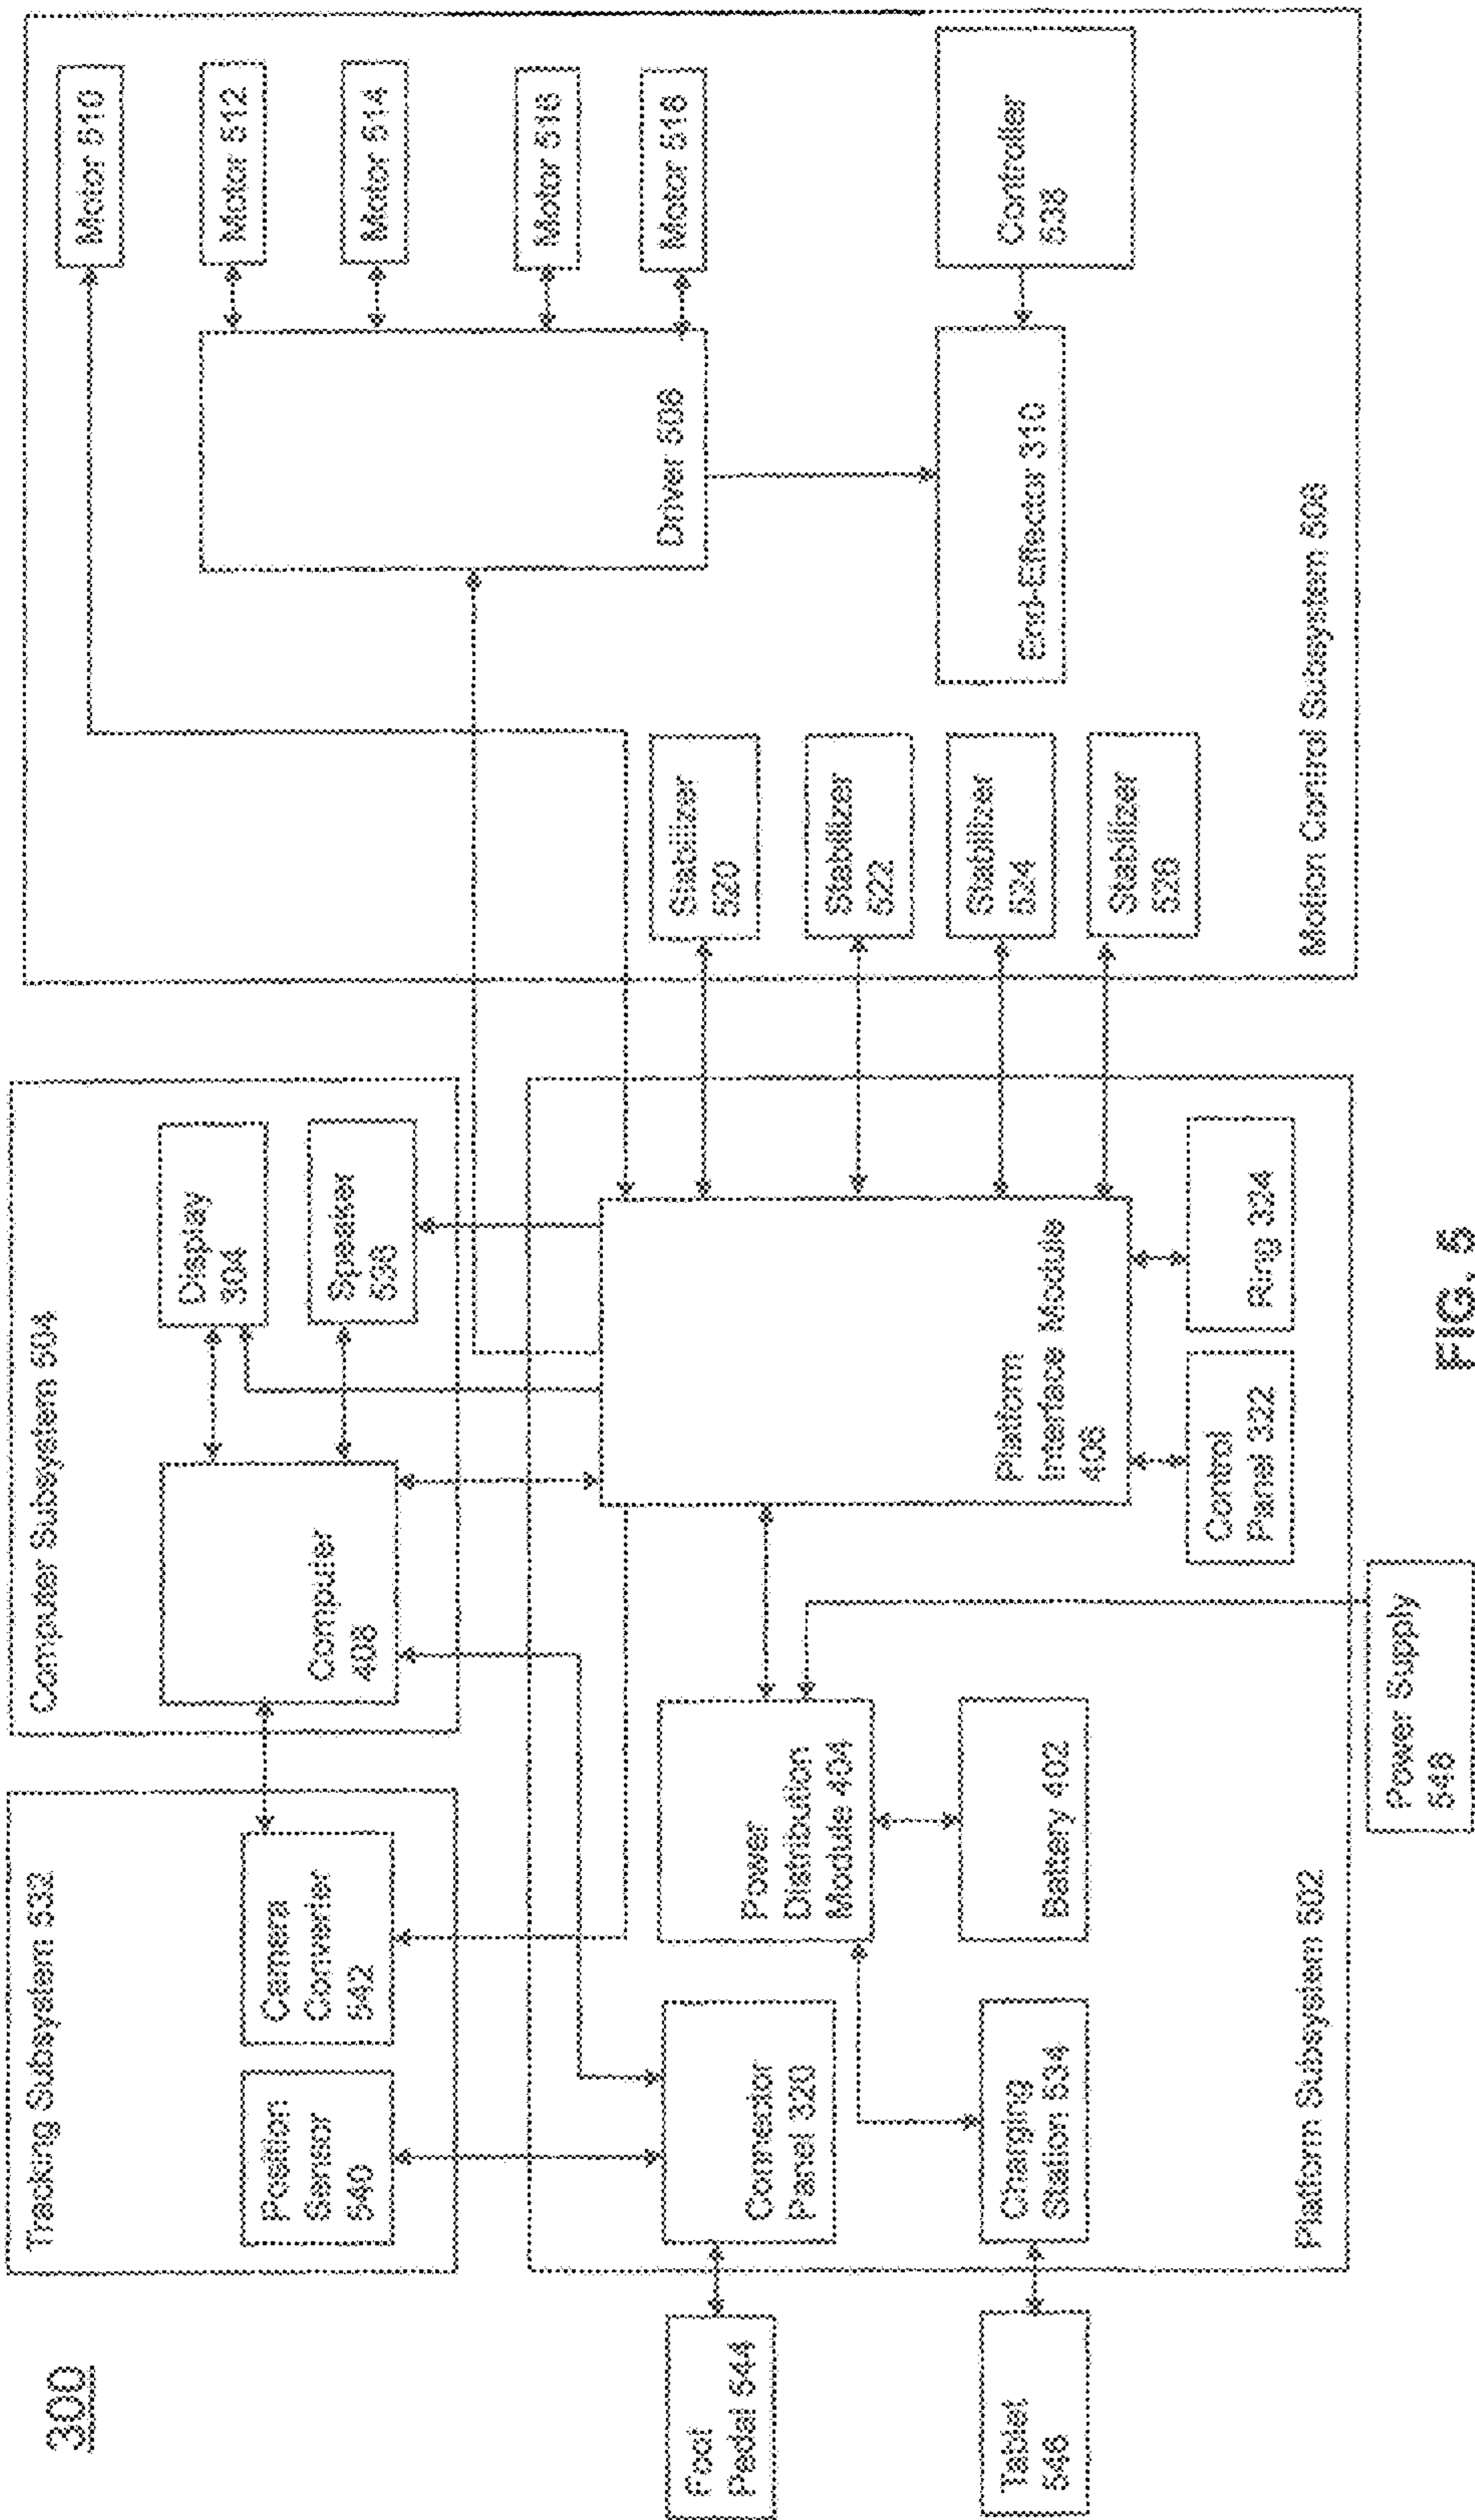 300
Tracking Subsystem 532
Position
Sensor
540
Camera
Converter
542
Computer Subsystem 504
Computer
408
Display
304
Speaker
536
Motor 510
Motor 512
Motor 514
Motor 516
Motor 518
Driver 508
Foot
Pedal 544
Connector
Panel 320
Power
Distribution
Module 404
Platform
Interface Module
406
Stabilizer
520
Stabilizer
522
Stabilizer
524
Stabilizer
526
End-Effector 310
Controller
538
Tablet
546
Charging
Station 534
Battery 402
Control
Panel 322
Ring 324
Platform Subsystem 502
Motion Control Subsystem 506
Power Supply
548
FIG. 5